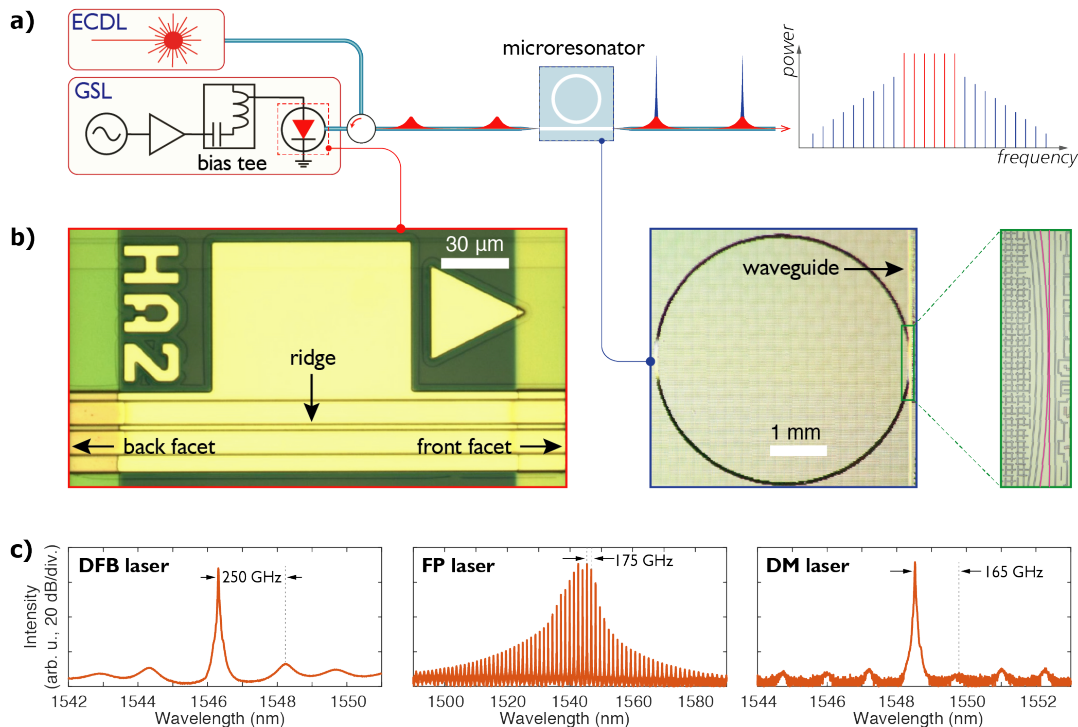 a)
ECDL
GSL
bias tee
microresonator
power
frequency
b)
HΩ2
30 µm
ridge
back facet
front facet
waveguide
1 mm
c)
Intensity
(arb. u., 20 dB/div.)
DFB laser
250 GHz
1542 1544 1546 1548 1550
Wavelength (nm)
FP laser
175 GHz
1500 1520 1540 1560 1580
Wavelength (nm)
DM laser
165 GHz
1544 1546 1548 1550 1552
Wavelength (nm)